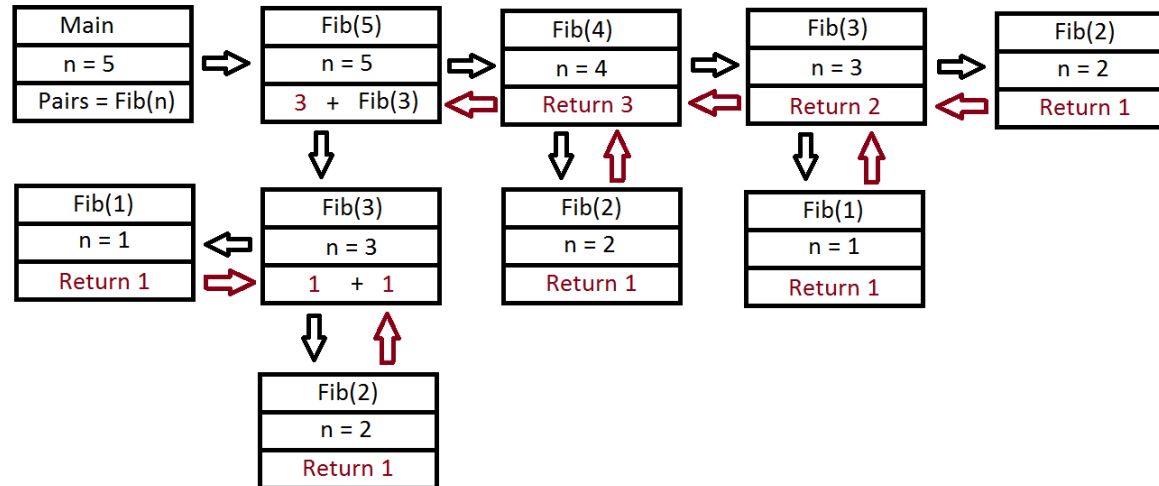 Main
n = 5
Pairs = Fib(n)
Fib(5)
n = 5
3 + Fib(3)
Fib(4)
n = 4
Return 3
Fib(3)
n = 3
Return 2
Fib(2)
n = 2
Return 1
Fib(1)
n = 1
Return 1
Fib(3)
n = 3
1 + 1
Fib(2)
n = 2
Return 1
Fib(1)
n = 1
Return 1
Fib(2)
n = 2
Return 1